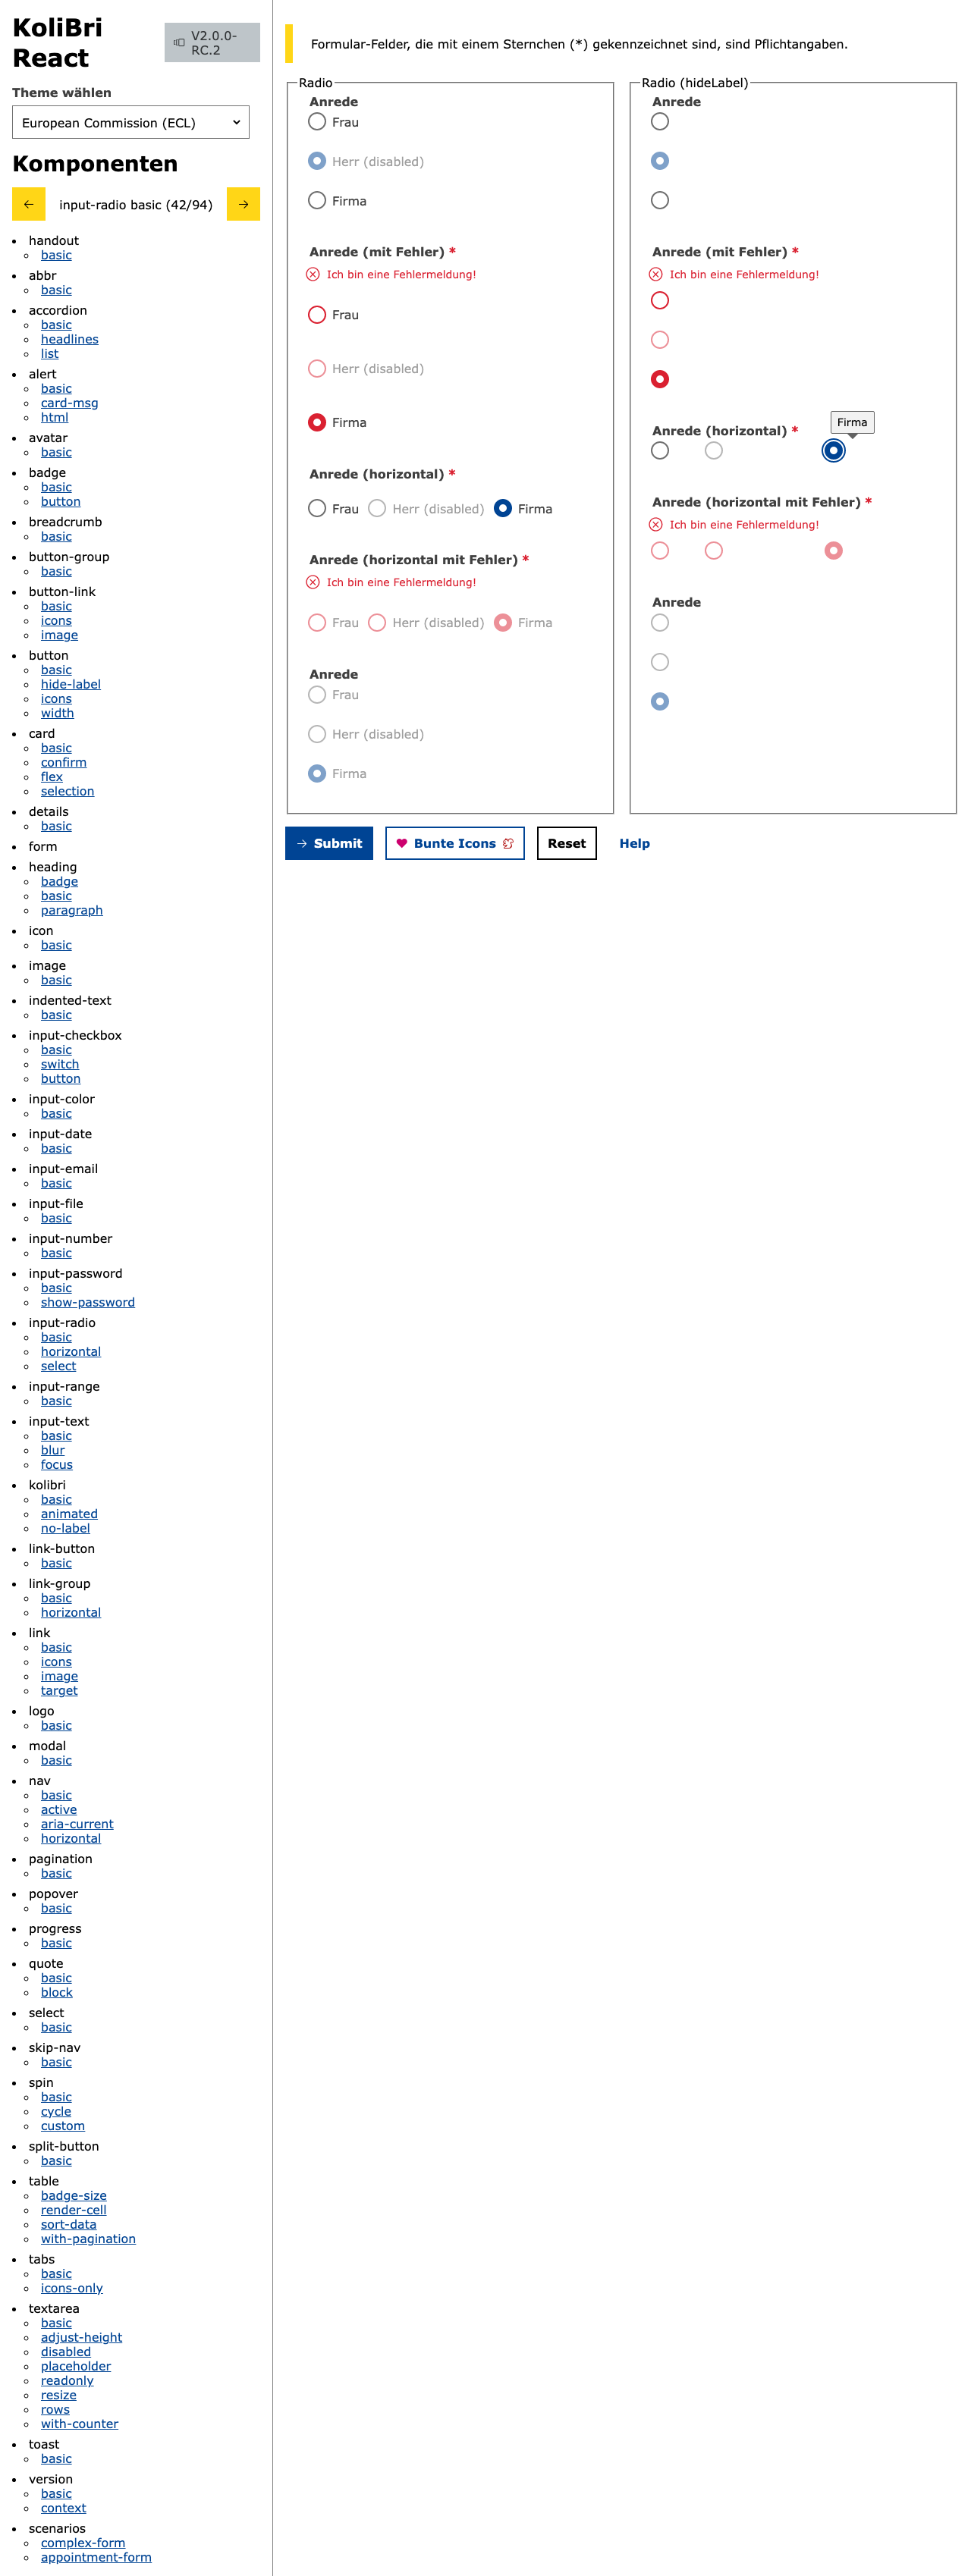 KoliBri
React
V2.0.0-
RC.2
Theme wählen
European Commission (ECL)
Komponenten
input-radio basic (42/94)
handout
basic
abbr
basic
accordion
basic
headlines
list
alert
basic
card-msg
html
avatar
basic
badge
basic
button
breadcrumb
basic
button-group
basic
button-link
basic
icons
image
button
basic
hide-label
icons
width
card
basic
confirm
flex
selection
details
basic
form
heading
badge
basic
paragraph
icon
basic
image
basic
indented-text
basic
input-checkbox
basic
switch
button
input-color
basic
input-date
basic
input-email
basic
input-file
basic
input-number
basic
input-password
basic
show-password
input-radio
basic
horizontal
select
input-range
basic
input-text
basic
blur
focus
kolibri
basic
animated
no-label
link-button
basic
link-group
basic
horizontal
link
basic
icons
image
target
logo
basic
modal
basic
nav
basic
active
aria-current
horizontal
pagination
basic
popover
basic
progress
basic
quote
basic
block
select
basic
skip-nav
basic
spin
basic
cycle
custom
split-button
basic
table
badge-size
render-cell
sort-data
with-pagination
tabs
basic
icons-only
textarea
basic
adjust-height
disabled
placeholder
readonly
resize
rows
with-counter
toast
basic
version
basic
context
scenarios
complex-form
appointment-form
Formular-Felder, die mit einem Sternchen (*) gekennzeichnet sind, sind Pflichtangaben.
Radio
Anrede
Frau
Herr (disabled)
Firma
Anrede (mit Fehler) *
Ich bin eine Fehlermeldung!
Frau
Herr (disabled)
Firma
Anrede (horizontal) *
Frau Herr (disabled) Firma
Anrede (horizontal mit Fehler) *
Ich bin eine Fehlermeldung!
Frau Herr (disabled) Firma
Anrede
Frau
Herr (disabled)
Firma
Radio (hideLabel)
Anrede
Anrede (mit Fehler) *
Ich bin eine Fehlermeldung!
Firma
Anrede (horizontal) *
Anrede (horizontal mit Fehler) *
Ich bin eine Fehlermeldung!
Anrede
Submit Bunte Icons Reset Help